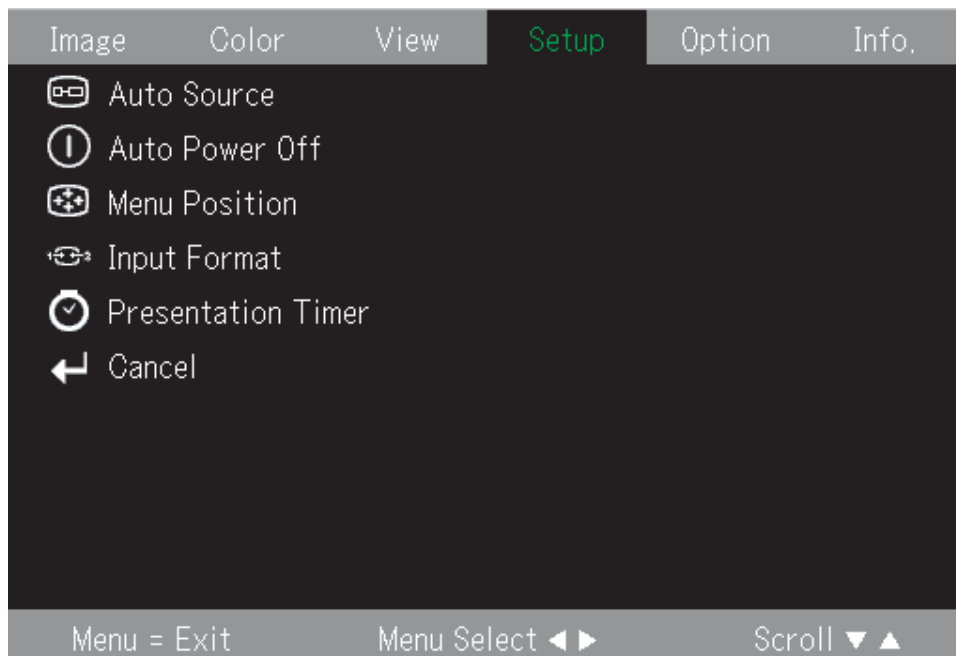 Image Color View Setup Option Info.
Auto Source
Auto Power Off
Menu Position
Input Format
Presentation Timer
Cancel
Menu = Exit Menu Select ◀ ▶ Scroll ▼ ▲